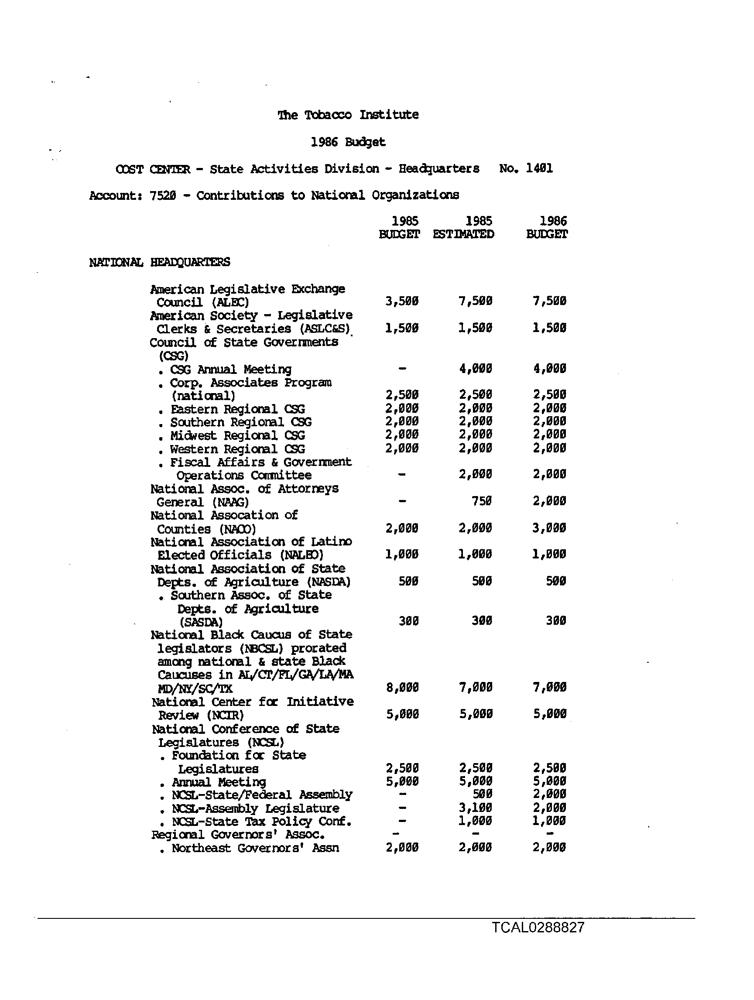 The Tobacco Institute
1986 Budget
COST CENTER - State Activities Division - Headquarters No. 1401
Account: 7520 - Contributions to National Organizations
1985 1985 1986
BUDGET ESTIMATED BUDGET
NATIONAL HEADQUARTERS
American Legislative Exchange
Council (ALEC) 3,500 7,500 7,500
American Society - Legislative
Clerks & Secretaries (ASLC&S) 1,500 1,500 1,500
Council of State Governments
(CSG)
. CSG Annual Meeting - 4,000 4,000
. Corp. Associates Program
(national) 2,500 2,500 2,500
. Eastern Regional CSG 2,000 2,000 2,000
. Southern Regional CSG 2,000 2,000 2,000
. Midwest Regional CSG 2,000 2,000 2,000
. Western Regional CSG 2,000 2,000 2,000
. Fiscal Affairs & Government
Operations Committee - 2,000 2,000
National Assoc. of Attorneys
General (NAAG) - 750 2,000
National Assocation of
Counties (NACO) 2,000 2,000 3,000
National Association of Latino
Elected Officials (NALEO) 1,000 1,000 1,000
National Association of State
Depts. of Agriculture (NASDA) 500 500 500
. Southern Assoc. of State
Depts. of Agriculture
(SASDA) 300 300 300
National Black Caucus of State
legislators (NBCSL) prorated
among national & state Black
Caucuses in AL/CT/FL/GA/LA/MA
MD/NY/SC/TX 8,000 7,000 7,000
National Center for Initiative
Review (NCIR) 5,000 5,000 5,000
National Conference of State
Legislatures (NCSL)
. Foundation for State
Legislatures 2,500 2,500 2,500
. Annual Meeting 5,000 5,000 5,000
. NCSL-State/Federal Assembly - 500 2,000
. NCSL-Assembly Legislature - 3,100 2,000
. NCSL-State Tax Policy Conf. - 1,000 1,000
Regional Governors' Assoc. - - -
. Northeast Governors' Assn 2,000 2,000 2,000
TCAL0288827